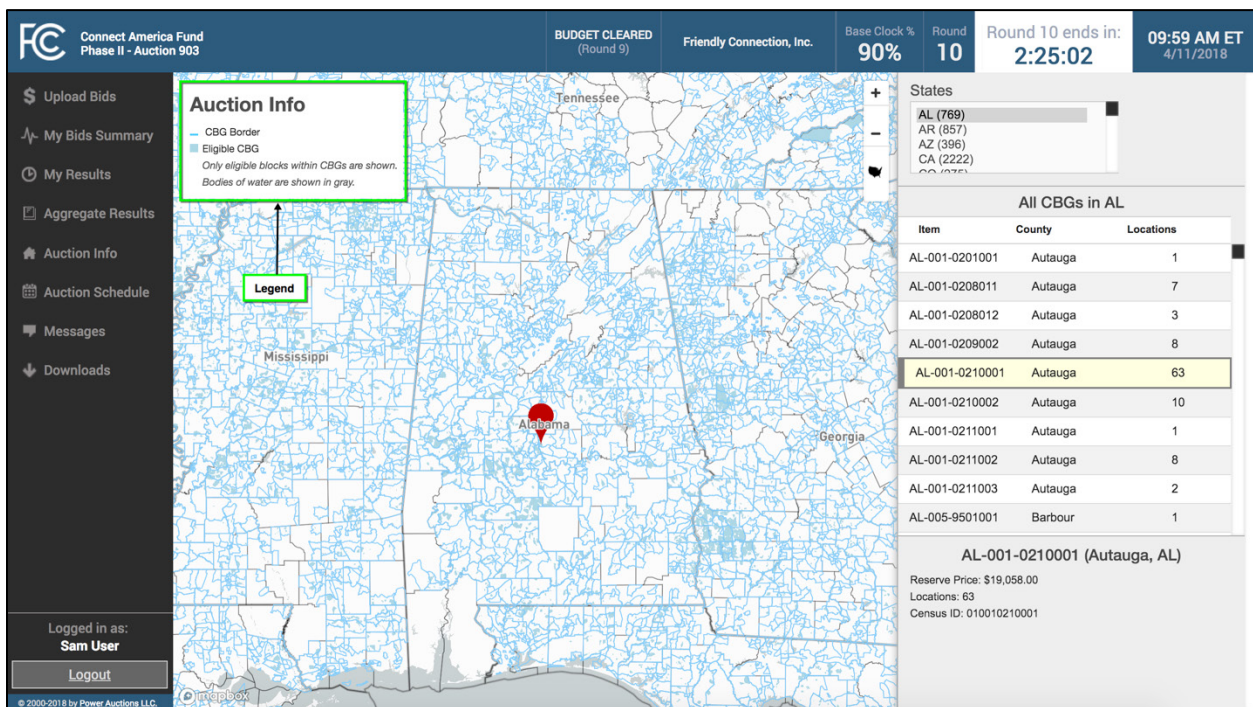 FCC
Connect America Fund
Phase II - Auction 903
BUDGET CLEARED
(Round 9)
Friendly Connection, Inc.
Base Clock %
90%
Round
10
Round 10 ends in:
2:25:02
09:59 AM ET
4/11/2018
Upload Bids
My Bids Summary
My Results
Aggregate Results
Auction Info
Auction Schedule
Messages
Downloads
Logged in as:
Sam User
Logout
© 2000-2018 by Power Auctions LLC.
Auction Info
CBG Border
Eligible CBG
Only eligible blocks within CBGs are shown.
Bodies of water are shown in gray.
Legend
Tennessee
Mississippi
Alabama
Georgia
mapbox
+
−
States
AL (769)
AR (857)
AZ (396)
CA (2222)
CO (275)
All CBGs in AL
Item County Locations
AL-001-0201001 Autauga 1
AL-001-0208011 Autauga 7
AL-001-0208012 Autauga 3
AL-001-0209002 Autauga 8
AL-001-0210001 Autauga 63
AL-001-0210002 Autauga 10
AL-001-0211001 Autauga 1
AL-001-0211002 Autauga 8
AL-001-0211003 Autauga 2
AL-005-9501001 Barbour 1
AL-001-0210001 (Autauga, AL)
Reserve Price: $19,058.00
Locations: 63
Census ID: 010010210001